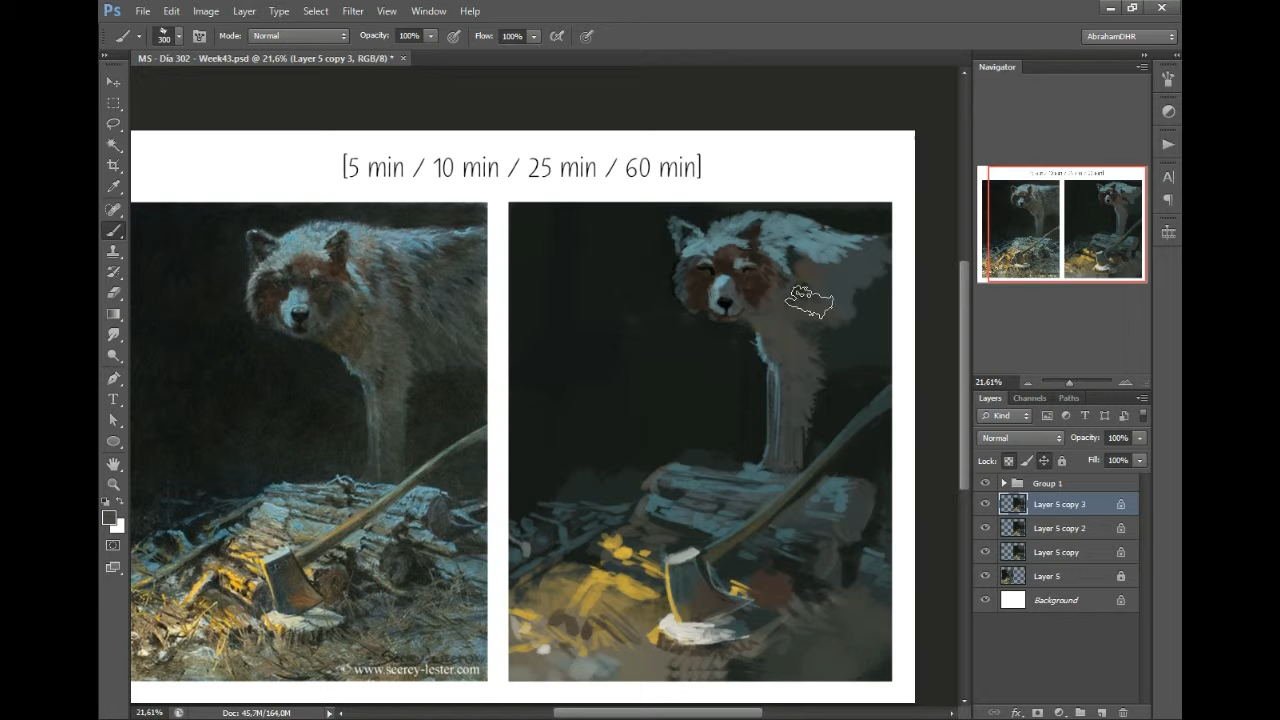 Ps File Edit Image Layer Type Select Filter View Window Help
300 Mode: Normal Opacity: 100% Flow: 100% AbrahamDHR
MS - Dia 302 - Week43.psd @ 21,6% (Layer 5 copy 3, RGB/8) * ×
Navigator
[5 min / 10 min / 25 min / 60 min]
21.61%
Layers Channels Paths
Kind
Normal Opacity: 100%
Lock: Fill: 100%
Group 1
Layer 5 copy 3
Layer 5 copy 2
Layer 5 copy
Layer 5
Background
© www.seerey-lester.com
21,61% Doc: 45,7M/164,0M